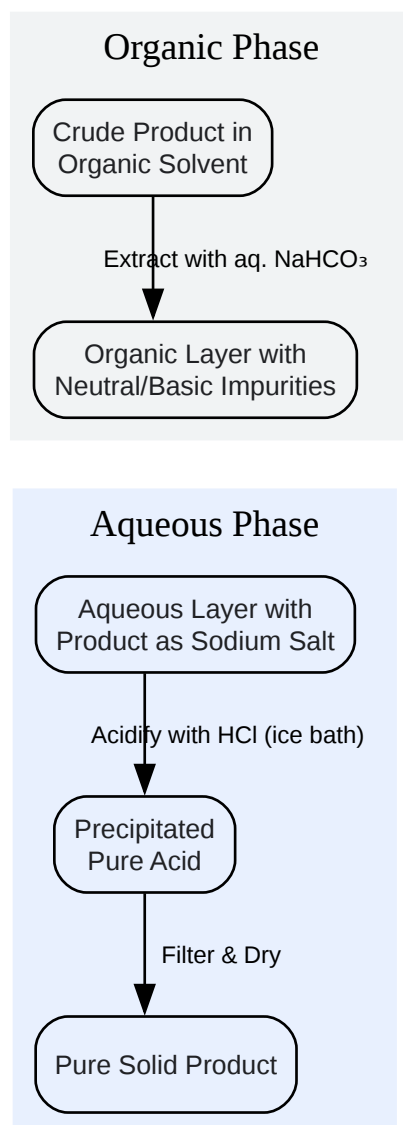 Organic Phase
Crude Product in
Organic Solvent
Extract with aq. NaHCO₃
Organic Layer with
Neutral/Basic Impurities
Aqueous Phase
Aqueous Layer with
Product as Sodium Salt
Acidify with HCl (ice bath)
Precipitated
Pure Acid
Filter & Dry
Pure Solid Product